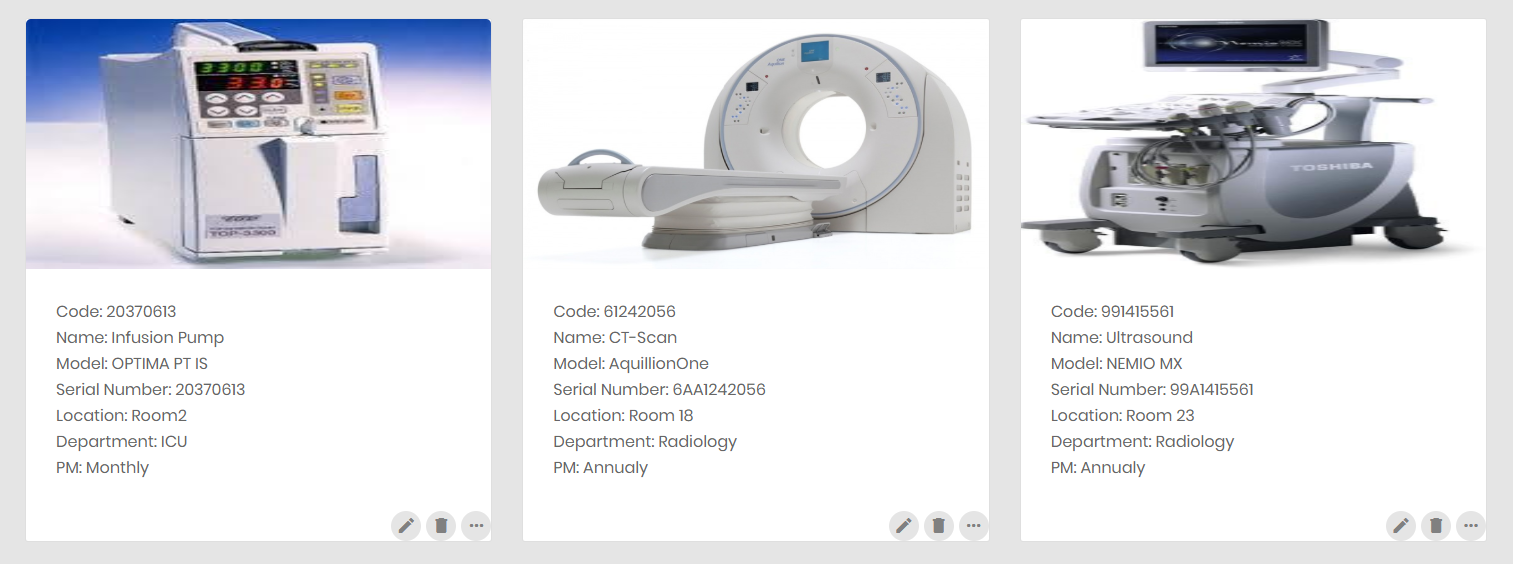 3300
330
TOP
TOP-3300
Code: 20370613
Name: Infusion Pump
Model: OPTIMA PT IS
Serial Number: 20370613
Location: Room2
Department: ICU
PM: Monthly
Code: 61242056
Name: CT-Scan
Model: AquillionOne
Serial Number: 6AA1242056
Location: Room 18
Department: Radiology
PM: Annualy
TOSHIBA
Code: 991415561
Name: Ultrasound
Model: NEMIO MX
Serial Number: 99A1415561
Location: Room 23
Department: Radiology
PM: Annualy